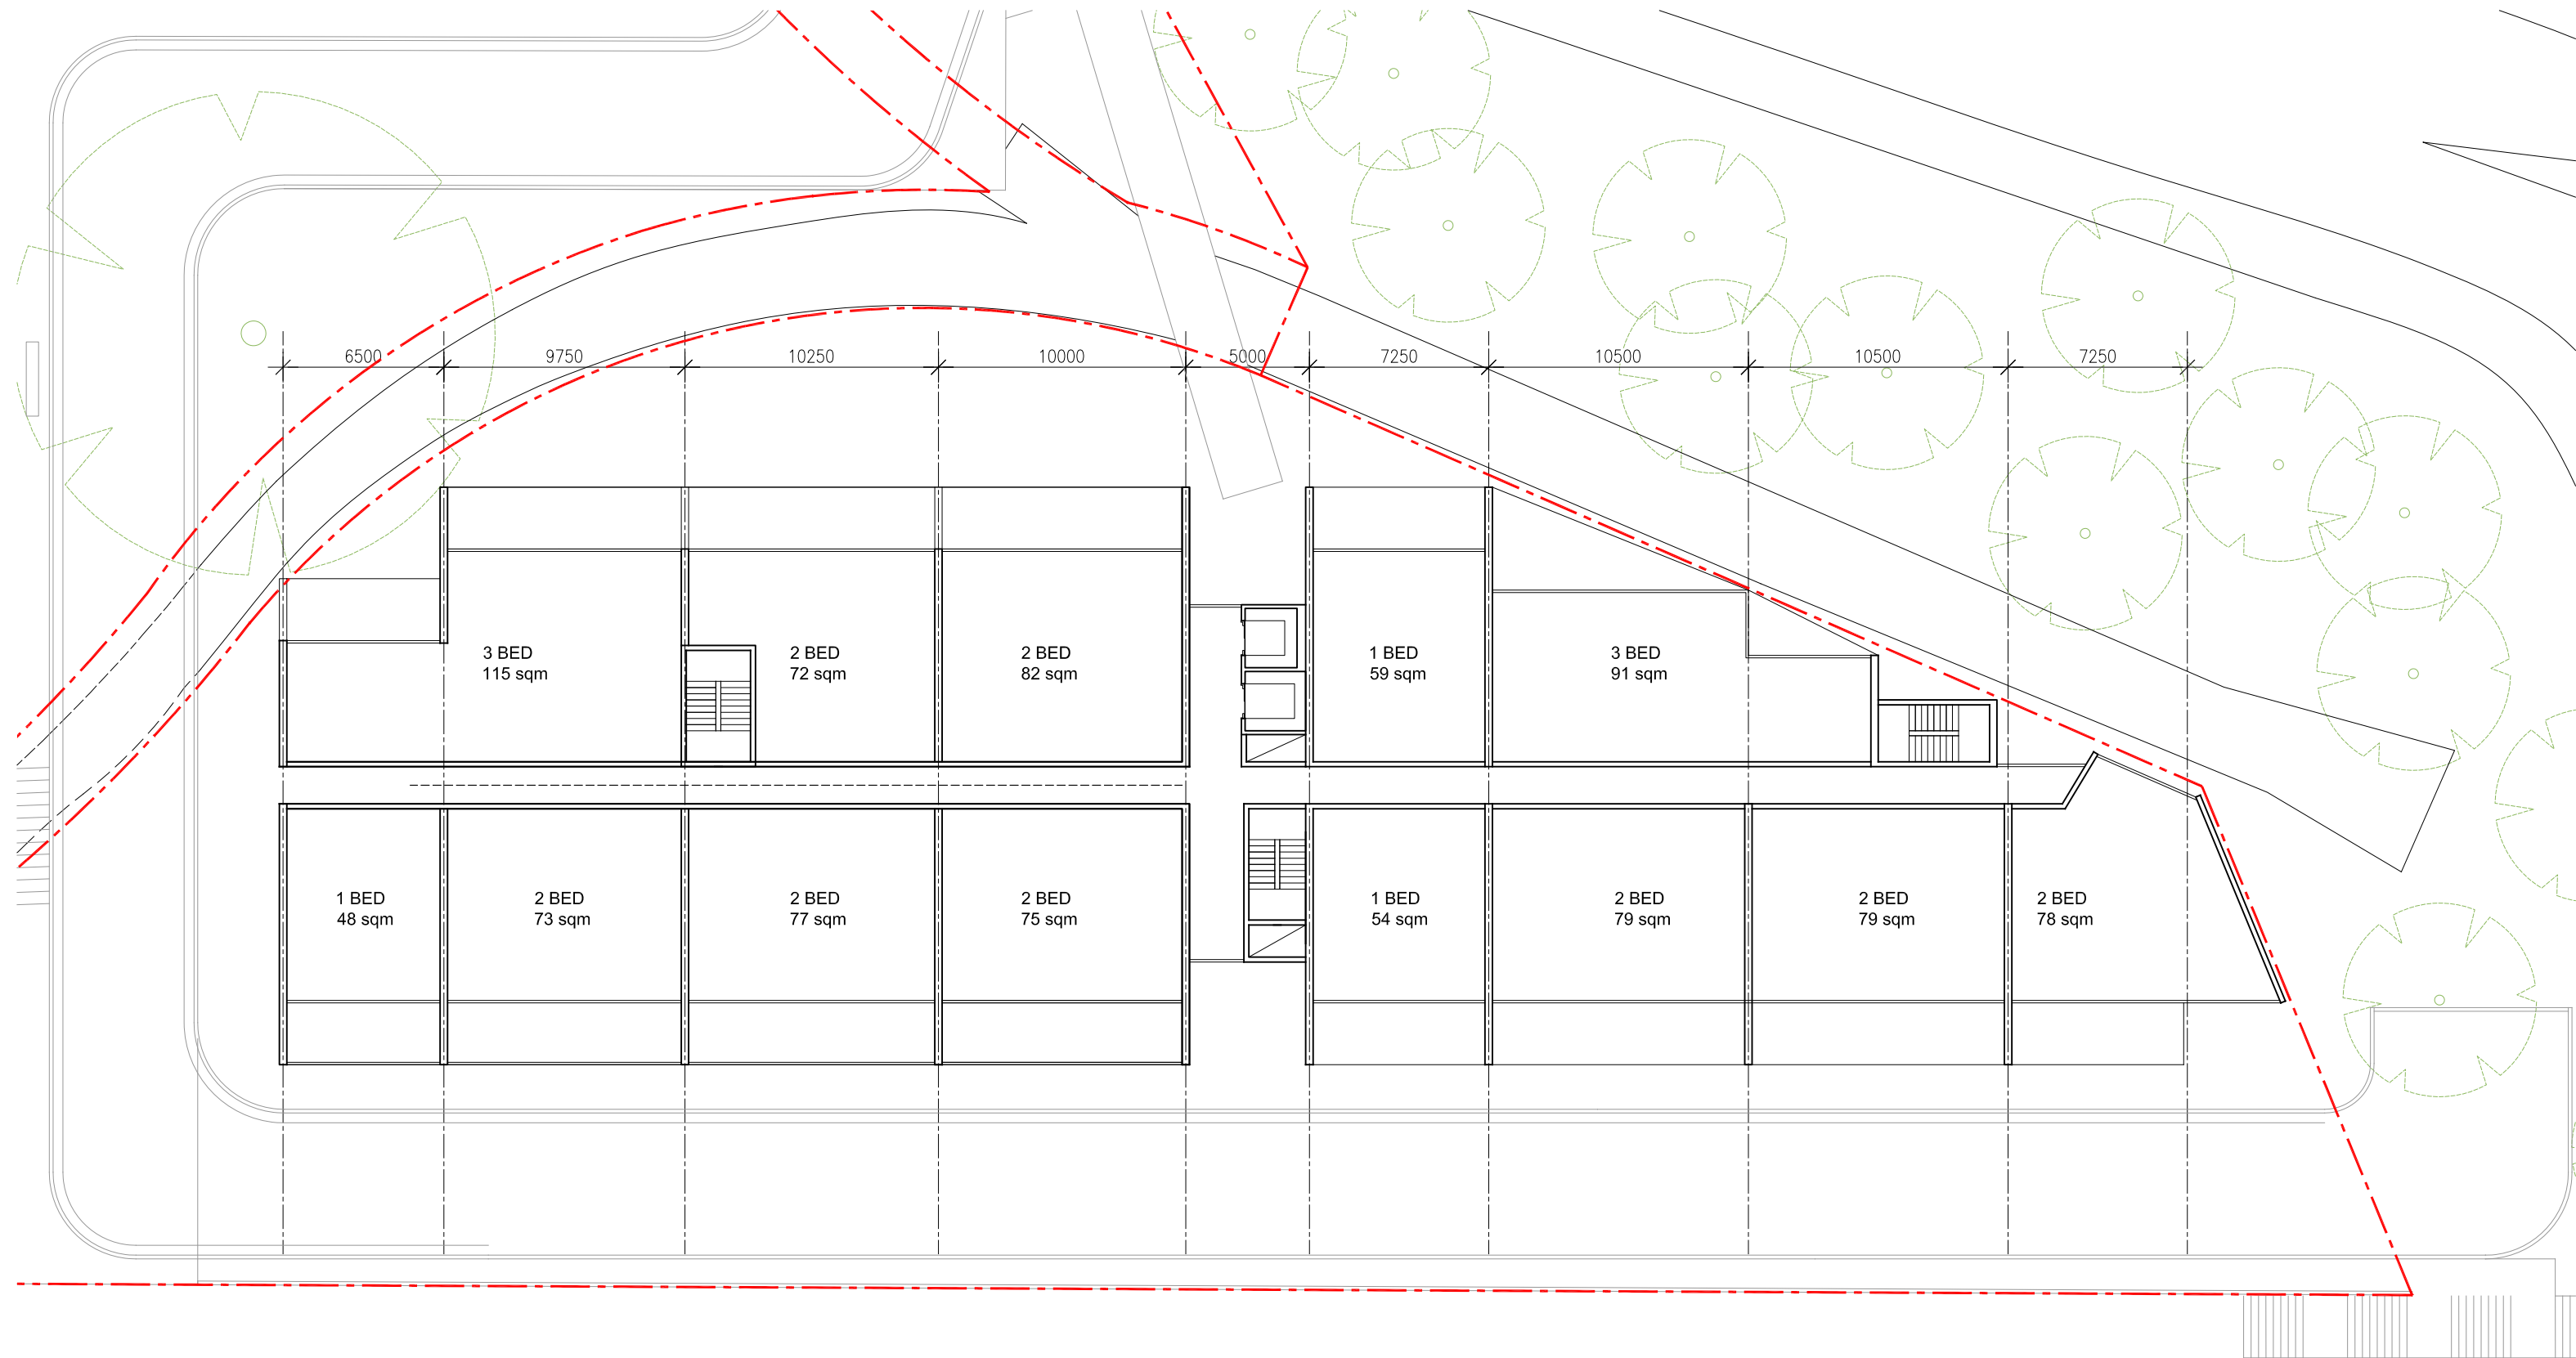 6500 9750 10250 10000 5000 7250 10500 10500 7250
3 BED
115 sqm
2 BED
72 sqm
2 BED
82 sqm
1 BED
59 sqm
3 BED
91 sqm
1 BED
48 sqm
2 BED
73 sqm
2 BED
77 sqm
2 BED
75 sqm
1 BED
54 sqm
2 BED
79 sqm
2 BED
79 sqm
2 BED
78 sqm